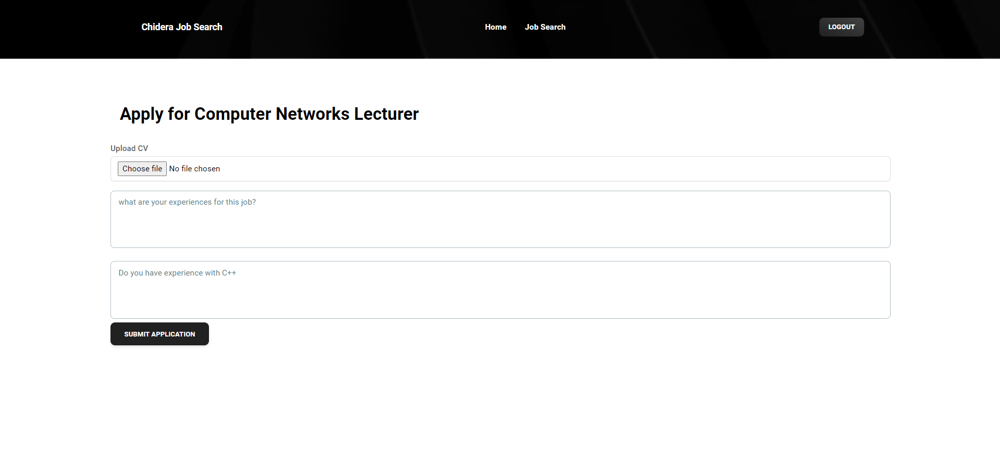 Chidera Job Search
Home
Job Search
LOGOUT
Apply for Computer Networks Lecturer
Upload CV
Choose file No file chosen
what are your experiences for this job?
Do you have experience with C++
SUBMIT APPLICATION